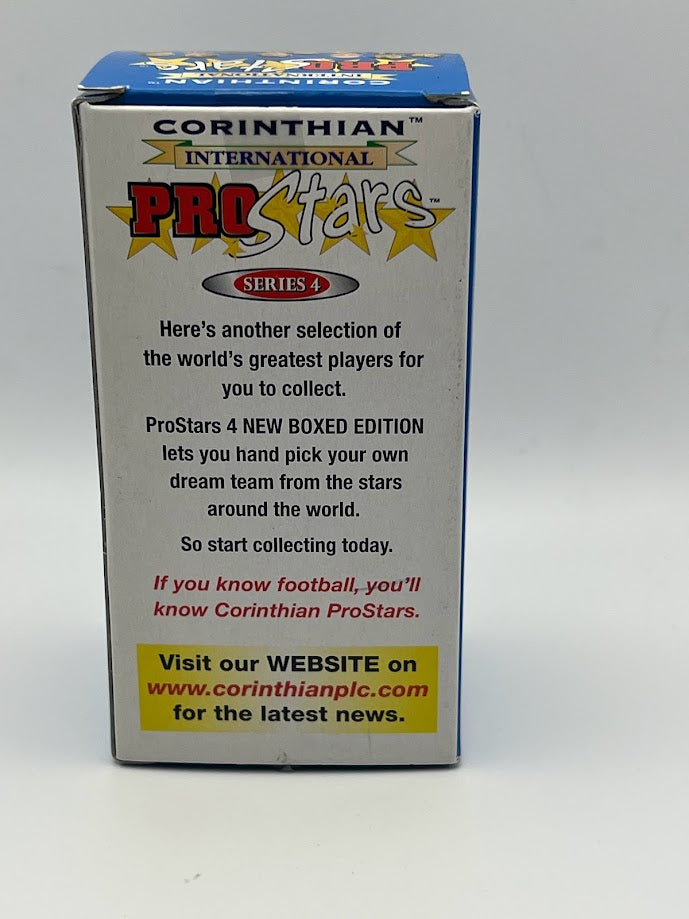 CORINTHIAN™
INTERNATIONAL
PROStars
CORINTHIAN™
INTERNATIONAL
PROStars™
SERIES 4
Here's another selection of
the world's greatest players for
you to collect.
ProStars 4 NEW BOXED EDITION
lets you hand pick your own
dream team from the stars
around the world.
So start collecting today.
If you know football, you'll
know Corinthian ProStars.
Visit our WEBSITE on
www.corinthianplc.com
for the latest news.